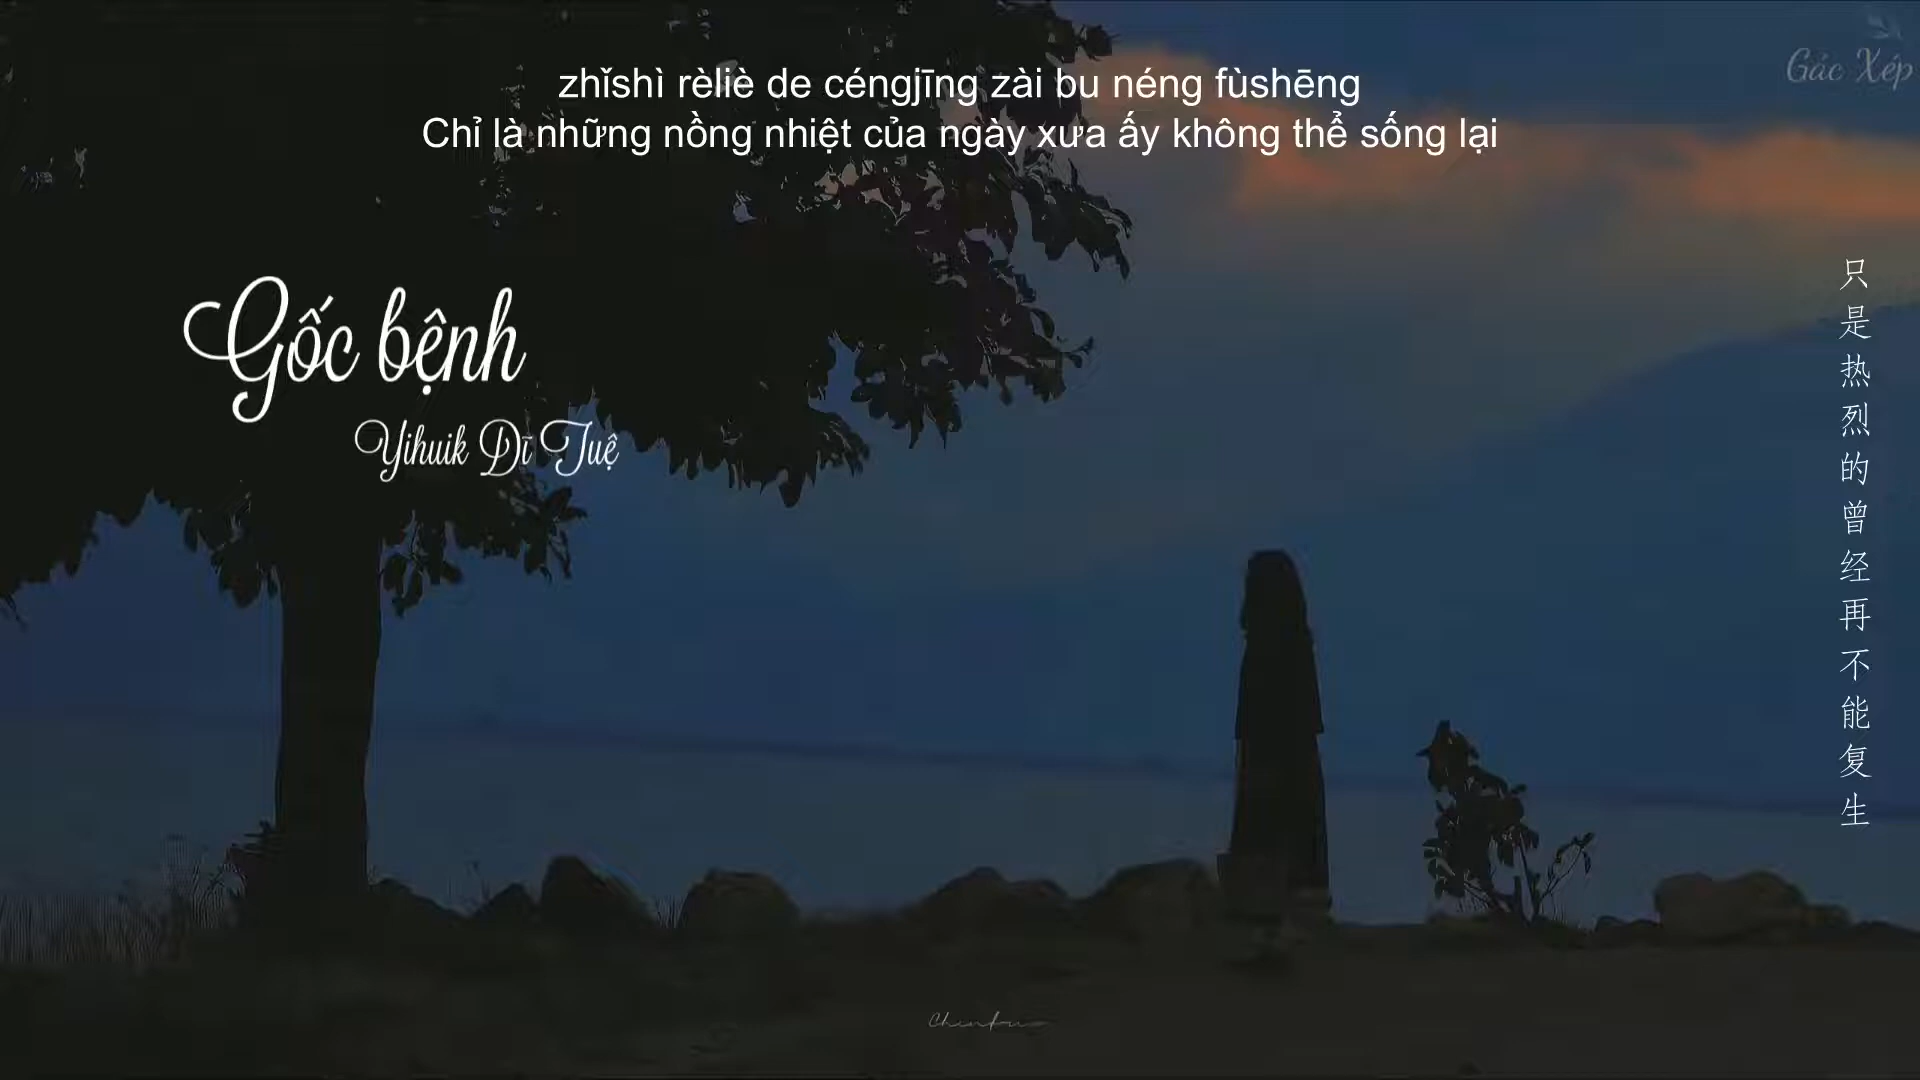 zhǐshì rèliè de céngjīng zài bu néng fùshēng
Chỉ là những nồng nhiệt của ngày xưa ấy không thể sống lại
Gác Xép
Gốc bệnh
Yihuik Dĩ Tuệ
只是热烈的曾经再不能复生